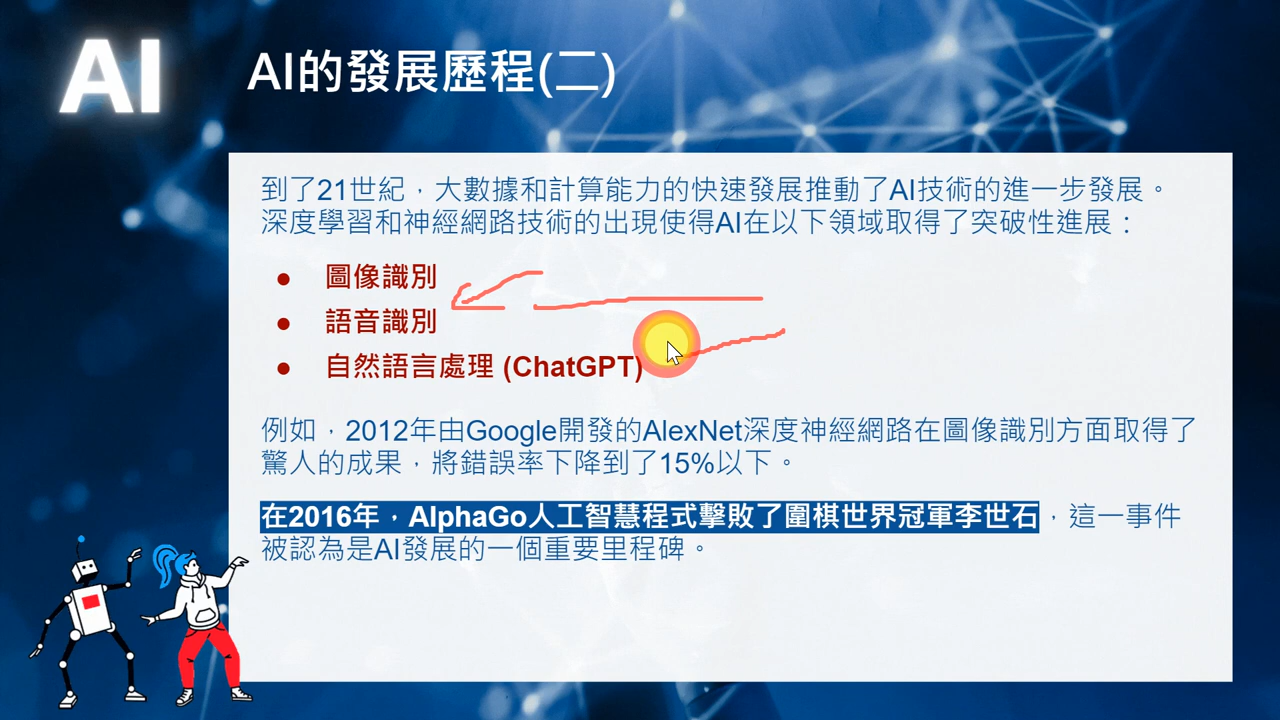 AI
AI的發展歷程(二)
到了21世紀，大數據和計算能力的快速發展推動了AI技術的進一步發展。
深度學習和神經網路技術的出現使得AI在以下領域取得了突破性進展：
● 圖像識別
● 語音識別
● 自然語言處理 (ChatGPT)
例如，2012年由Google開發的AlexNet深度神經網路在圖像識別方面取得了
驚人的成果，將錯誤率下降到了15%以下。
在2016年，AlphaGo人工智慧程式擊敗了圍棋世界冠軍李世石，這一事件
被認為是AI發展的一個重要里程碑。